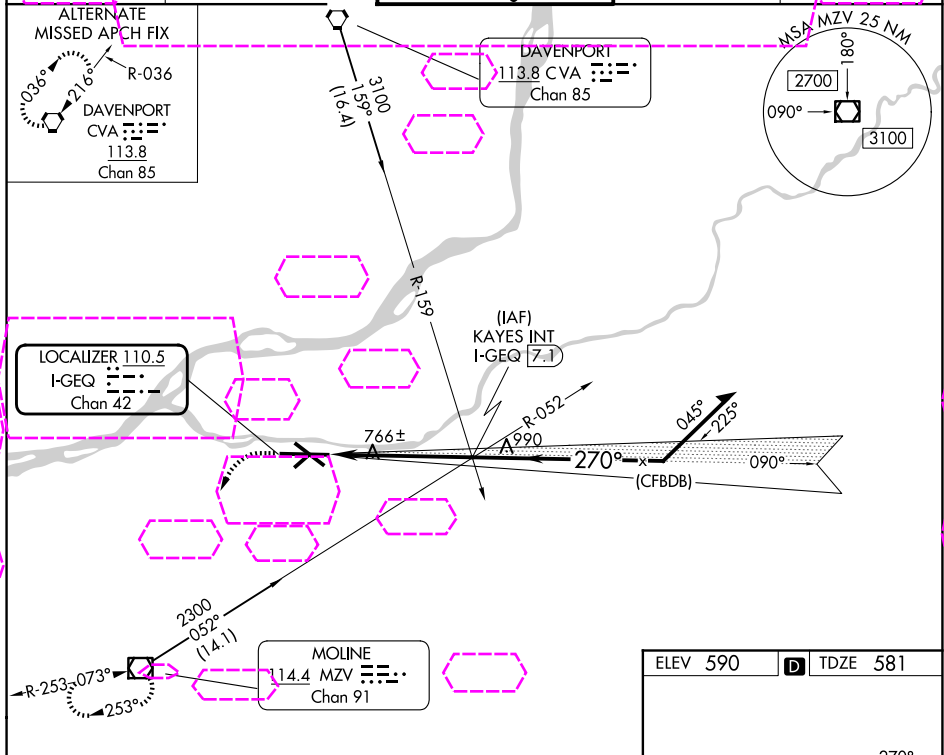 ALTERNATE
MISSED APCH FIX
R-036
036°
216°
DAVENPORT
CVA
113.8
Chan 85
3100
159°
(16.4)
DAVENPORT
113.8 CVA
Chan 85
MSA MZV 25 NM
180°
2700
090°
3100
R-159
(IAF)
KAYES INT
I-GEQ 7.1
LOCALIZER 110.5
I-GEQ
Chan 42
R-052
045°
225°
766±
990
270°
090°
(CFBDB)
2300
052°
(14.1)
MOLINE
114.4 MZV
Chan 91
R-253
073°
253°
ELEV 590
D
TDZE 581
270°